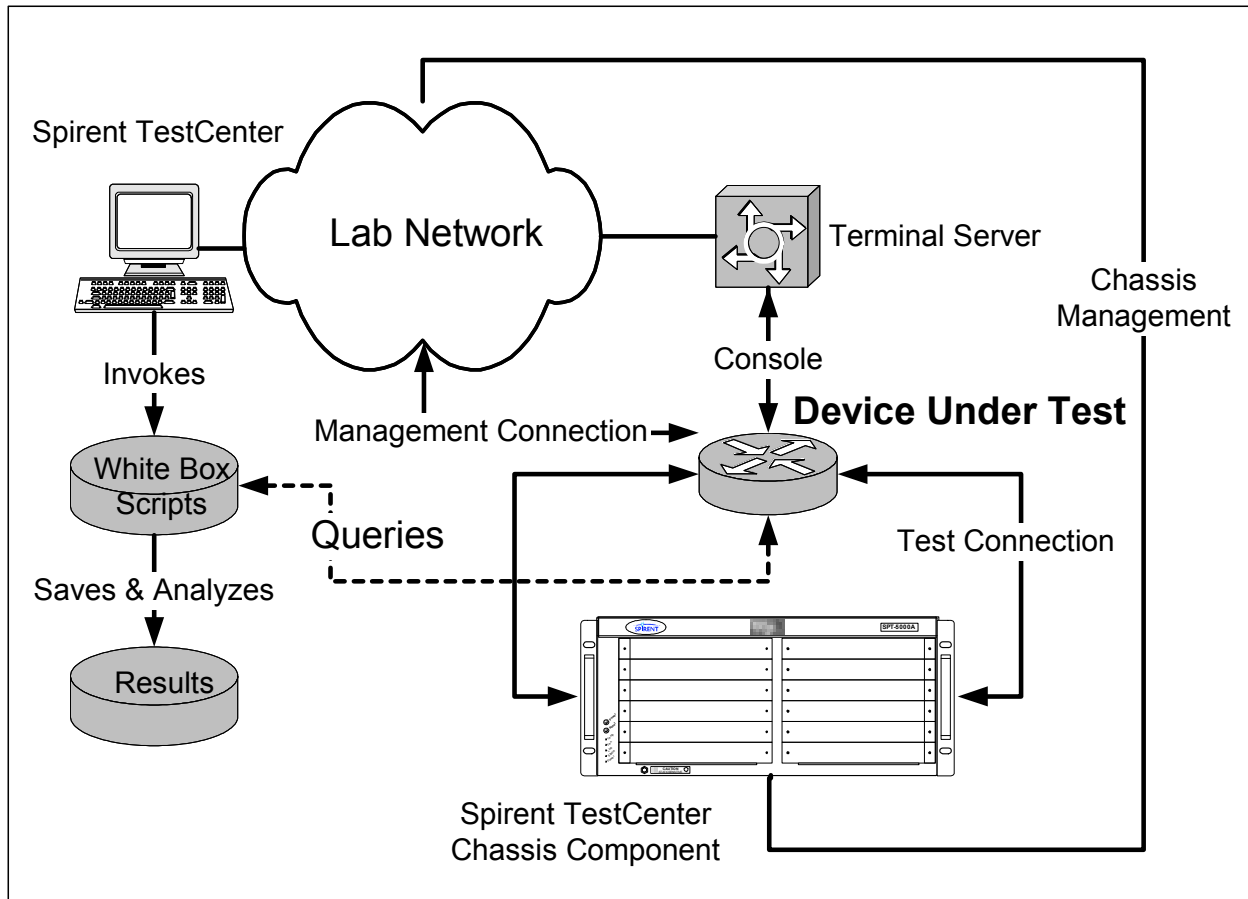 Spirent TestCenter
Lab Network
Terminal Server
Chassis
Management
Invokes
Console
Device Under Test
Management Connection
White Box
Scripts
Queries
Test Connection
Saves & Analyzes
Results
SPIRENT
SPT-5000A
CAUTION
Spirent TestCenter
Chassis Component